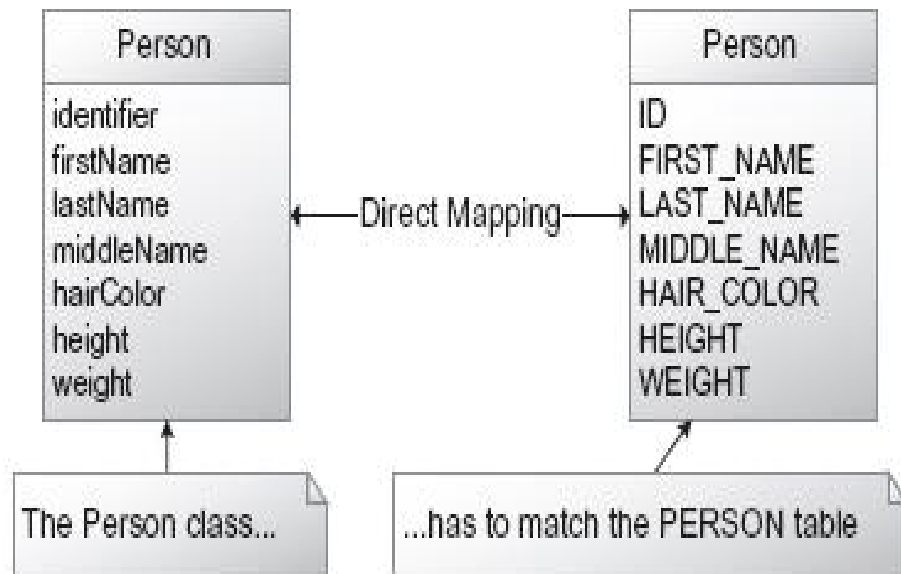 Person
identifier
firstName
lastName
middleName
hairColor
height
weight
Direct Mapping
Person
ID
FIRST_NAME
LAST_NAME
MIDDLE_NAME
HAIR_COLOR
HEIGHT
WEIGHT
The Person class...
...has to match the PERSON table